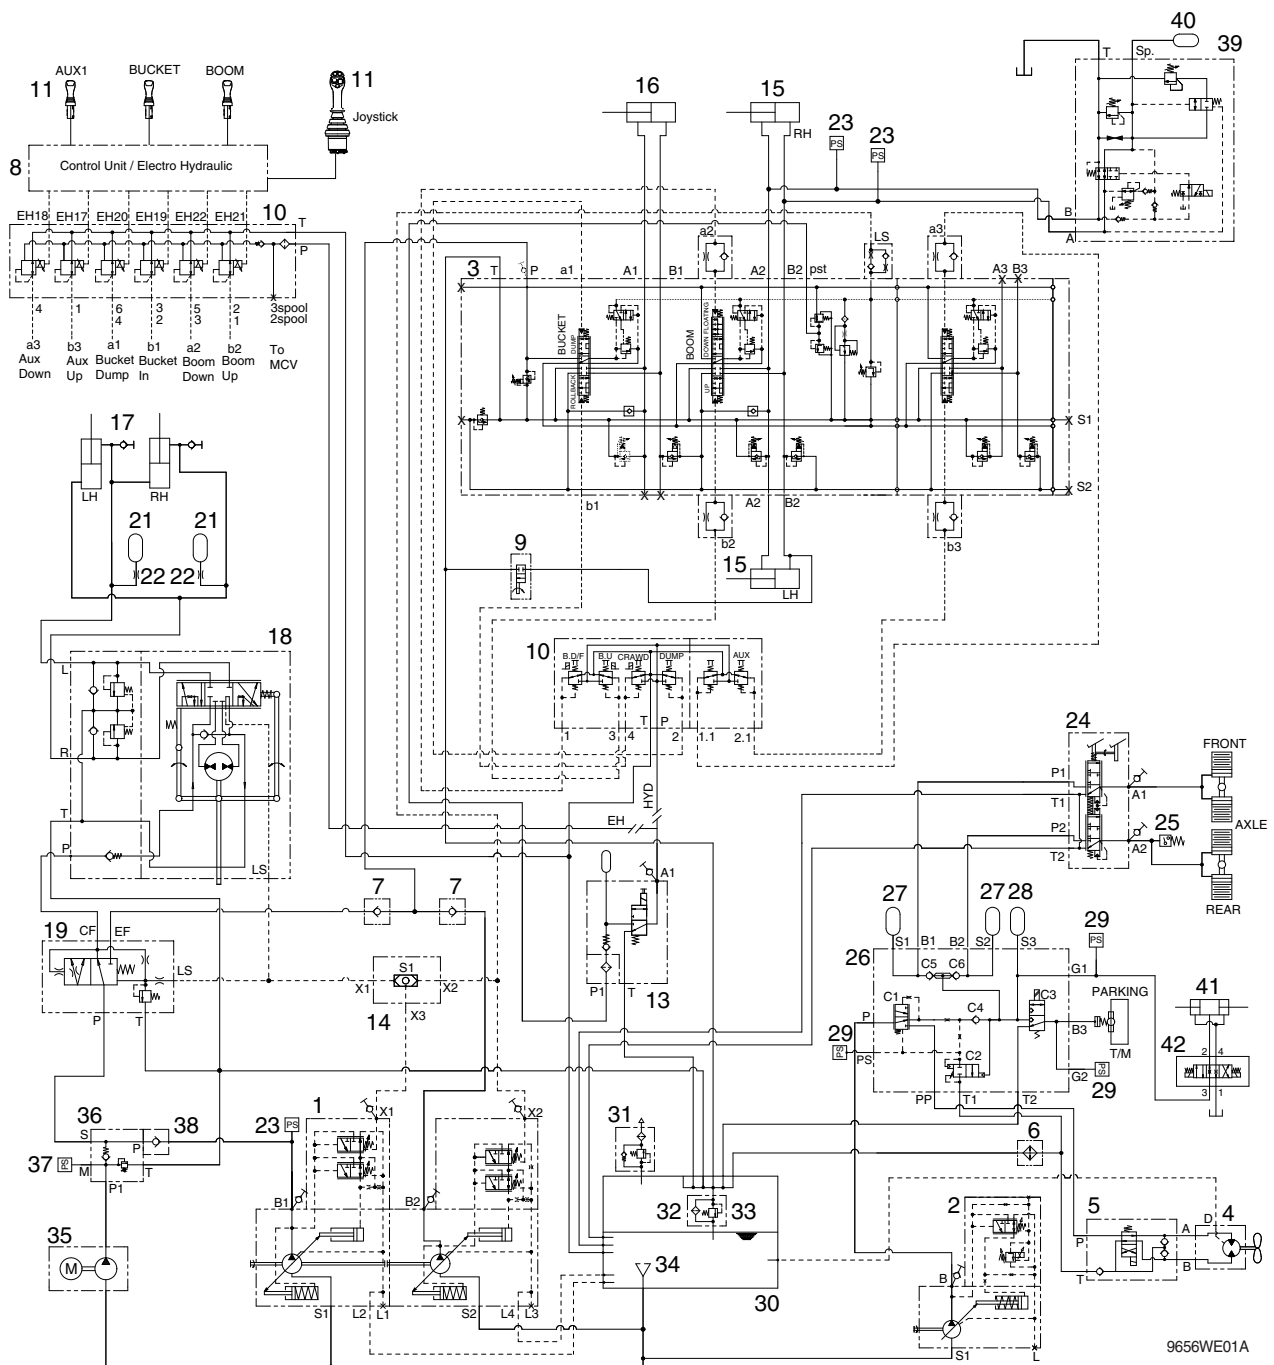 40
T
Sp.
39
AUX1
BUCKET
BOOM
11
11
Joystick
16
15
RH
23
PS
23
PS
8
Control Unit / Electro Hydraulic
EH18
EH17
EH20
EH19
EH22
EH21
10
T
P
4
1
6
4
3
2
5
3
2
1
3spool
2spool
a3
Aux
Down
b3
Aux
Up
a1
Bucket
Dump
b1
Bucket
In
a2
Boom
Down
b2
Boom
Up
To
MCV
B
A
a2
LS
a3
3
T
P
a1
A1
B1
A2
B2
pst
A3
B3
BUCKET
DUMP
ROLLBACK
BOOM
DOWN FLOATING
UP
S1
S2
b1
A2
B2
b2
b3
17
LH
RH
21
21
22
22
9
15
LH
18
L
R
T
P
LS
10
B.D/F
B.U
CRAWD
DUMP
AUX
1
3
4
T
P
2
1.1
2.1
HYD
EH
24
P1
T1
A1
P2
T2
A2
25
FRONT
AXLE
REAR
7
7
A1
13
P1
T
19
CF
EF
LS
P
T
S1
X1
X2
X3
14
27
27
28
29
PS
S1
B1
B2
S2
S3
G1
26
C5
C6
C1
C4
C3
C2
P
29
PS
PS
PP
T1
T2
B3
G2
PARKING
T/M
PS
29
41
42
2
4
3
1
36
38
S
P
37
PS
M
T
P1
35
M
23
PS
1
X1
X2
B1
B2
S1
L2
L1
S2
L4
L3
31
32
33
34
30
6
2
B
S1
L
5
P
T
A
B
D
4
9656WE01A